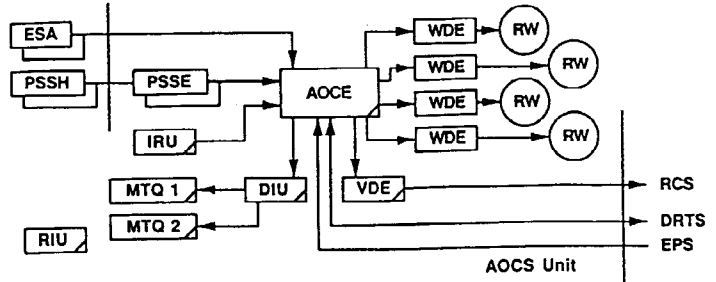 ESA
PSSH
PSSE
IRU
AOCE
WDE
RW
WDE
RW
WDE
RW
WDE
RW
MTQ 1
DIU
VDE
MTQ 2
RIU
RCS
DRTS
EPS
AOCS Unit